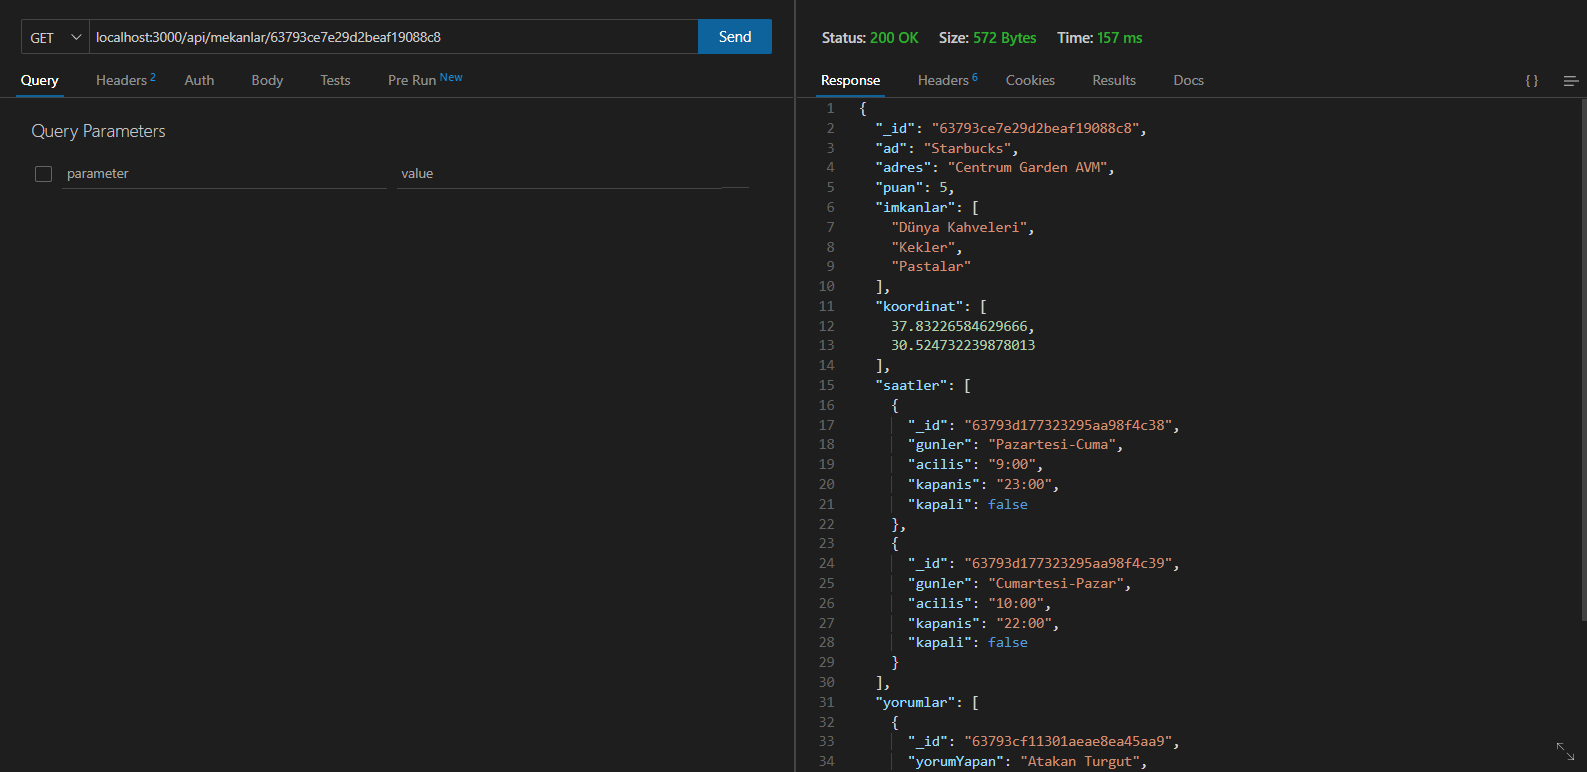 GET localhost:3000/api/mekanlar/63793ce7e29d2beaf19088c8 Send
Query Headers 2 Auth Body Tests Pre Run New
Query Parameters
parameter value
Status: 200 OK Size: 572 Bytes Time: 157 ms
Response Headers 6 Cookies Results Docs { }
1 {
2 "_id": "63793ce7e29d2beaf19088c8",
3 "ad": "Starbucks",
4 "adres": "Centrum Garden AVM",
5 "puan": 5,
6 "imkanlar": [
7 "Dünya Kahveleri",
8 "Kekler",
9 "Pastalar"
10 ],
11 "koordinat": [
12 37.83226584629666,
13 30.524732239878013
14 ],
15 "saatler": [
16 {
17 "_id": "63793d177323295aa98f4c38",
18 "gunler": "Pazartesi-Cuma",
19 "acilis": "9:00",
20 "kapanis": "23:00",
21 "kapali": false
22 },
23 {
24 "_id": "63793d177323295aa98f4c39",
25 "gunler": "Cumartesi-Pazar",
26 "acilis": "10:00",
27 "kapanis": "22:00",
28 "kapali": false
29 }
30 ],
31 "yorumlar": [
32 {
33 "_id": "63793cf11301aeae8ea45aa9",
34 "yorumYapan": "Atakan Turgut",